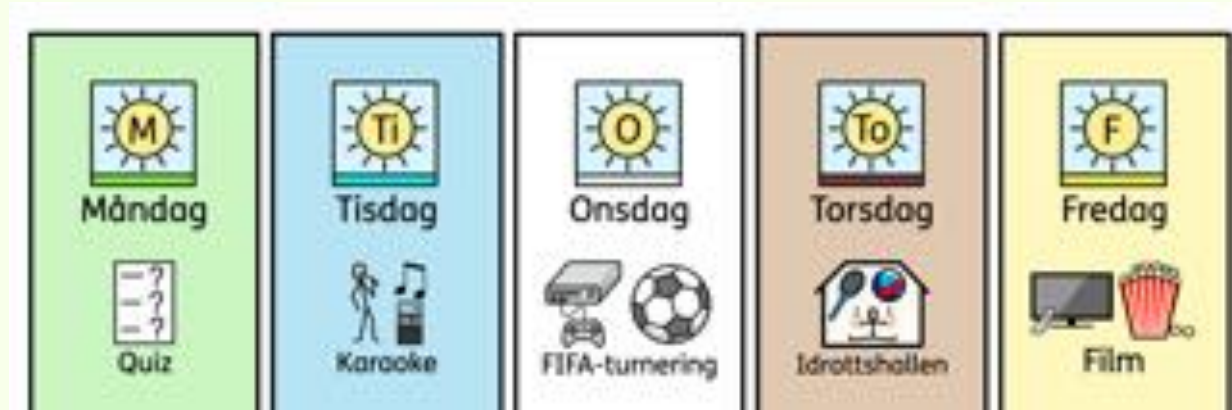 M
Måndag
– ?
– ?
– ?
Quiz
Ti
Tisdag
Karaoke
O
Onsdag
FIFA-turnering
To
Torsdag
Idrottshallen
F
Fredag
Film